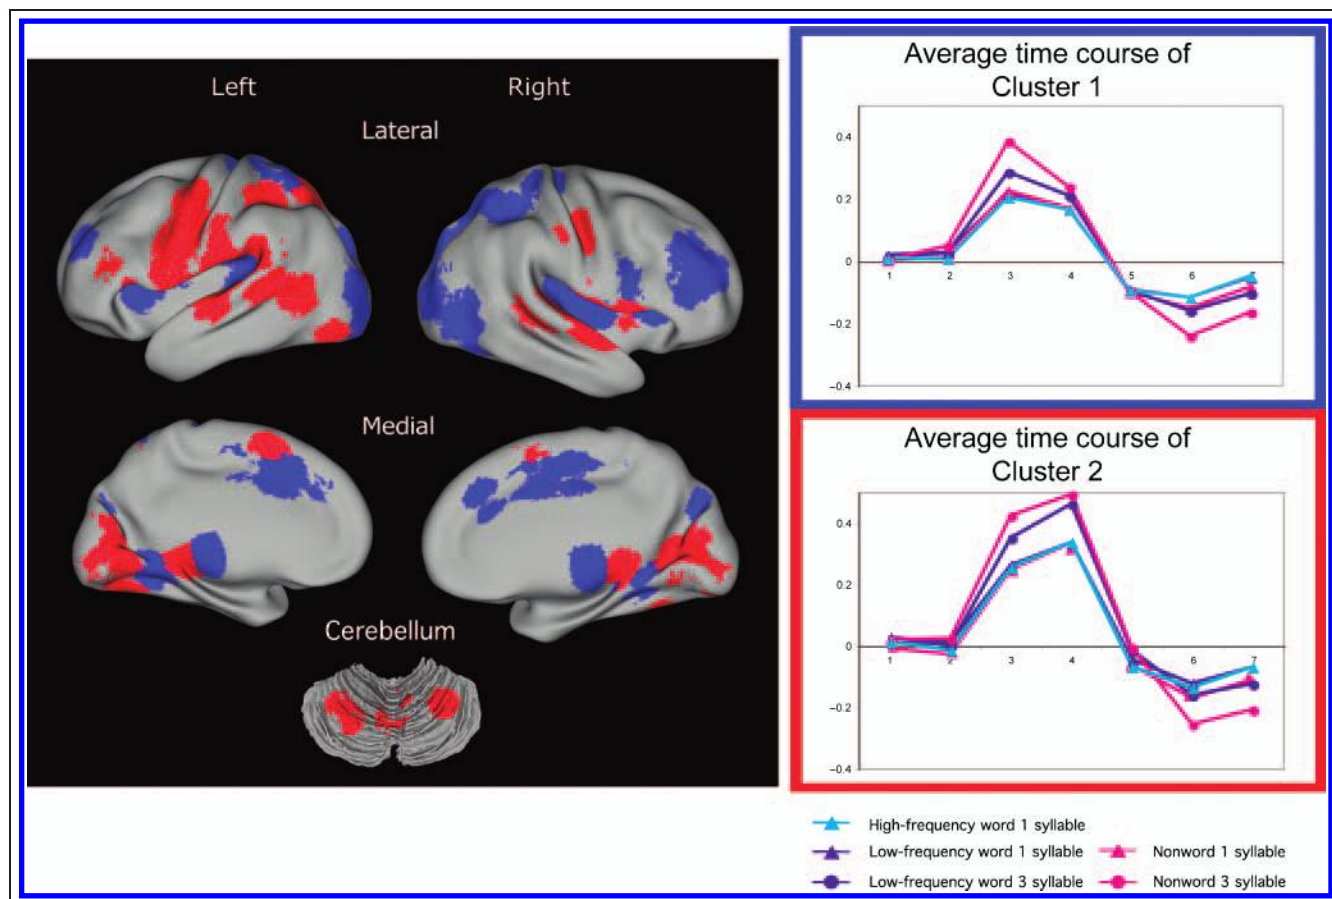 Left
Right
Lateral
Medial
Cerebellum
Average time course of
Cluster 1
0.4
0.2
0
−0.2
−0.4
1
2
3
4
5
6
7
Average time course of
Cluster 2
0.4
0.2
0
−0.2
−0.4
1
2
3
4
5
6
7
High-frequency word 1 syllable
Low-frequency word 1 syllable
Nonword 1 syllable
Low-frequency word 3 syllable
Nonword 3 syllable